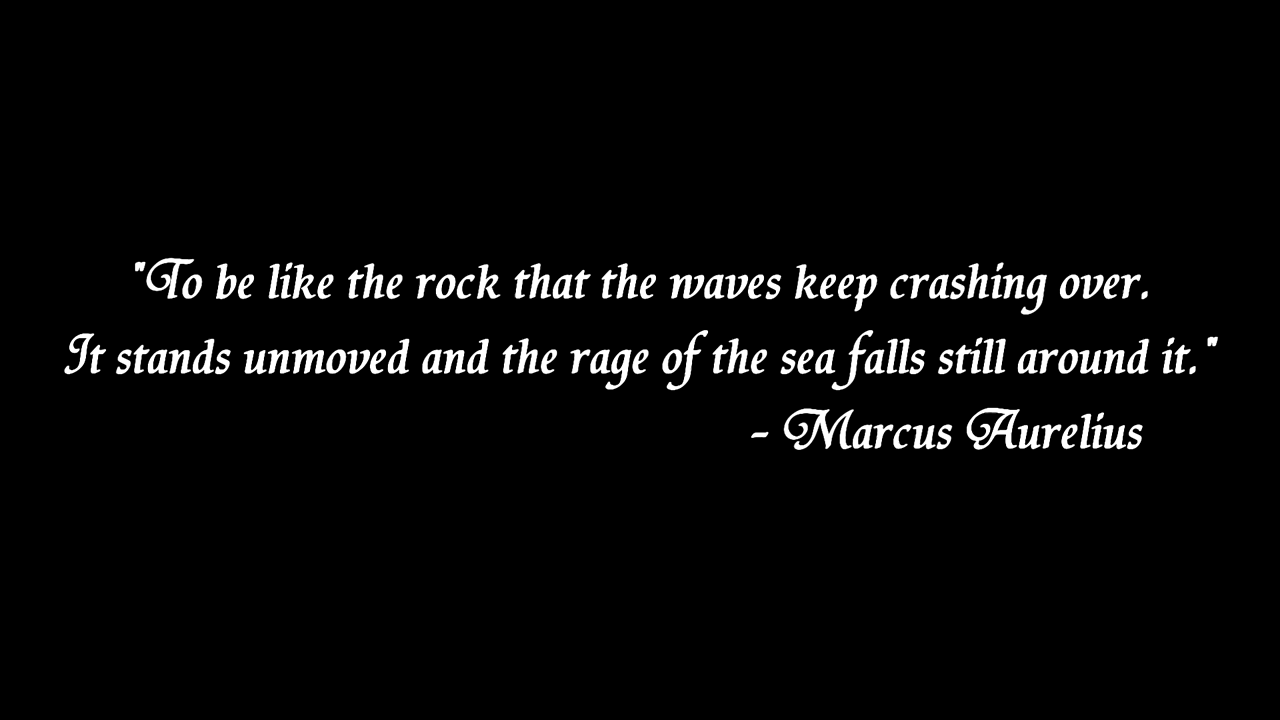 "To be like the rock that the waves keep crashing over.
It stands unmoved and the rage of the sea falls still around it."
- Marcus Aurelius